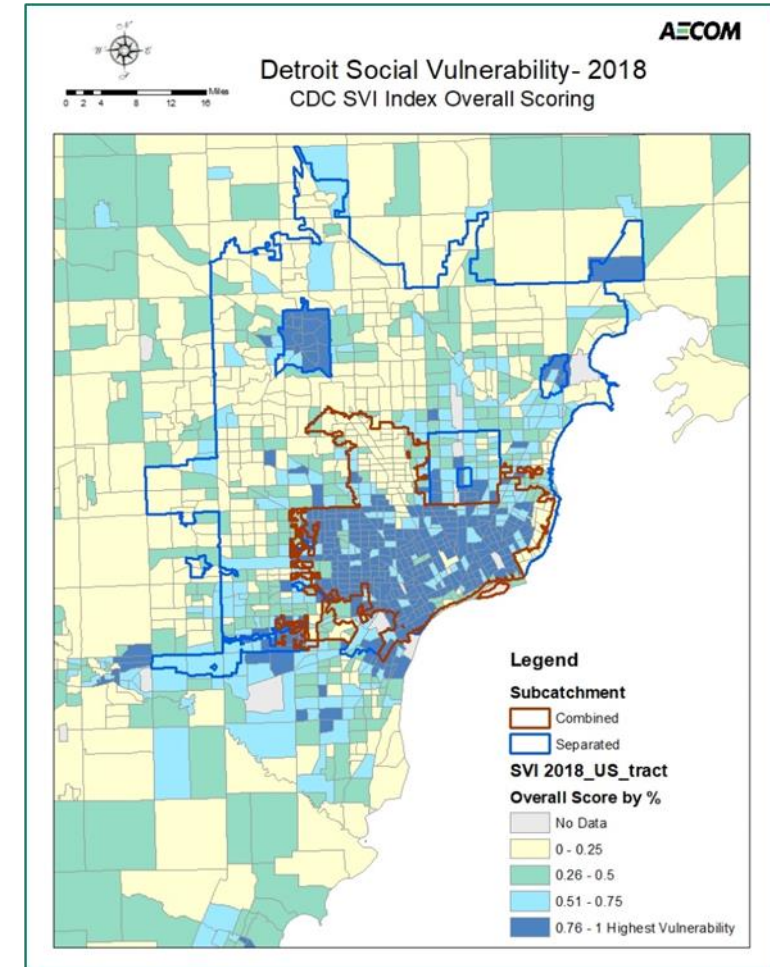 N
W E
S
AECOM
0 2 4 8 12 16 Miles
Detroit Social Vulnerability- 2018
CDC SVI Index Overall Scoring
Legend
Subcatchment
Combined
Separated
SVI 2018_US_tract
Overall Score by %
No Data
0 - 0.25
0.26 - 0.5
0.51 - 0.75
0.76 - 1 Highest Vulnerability